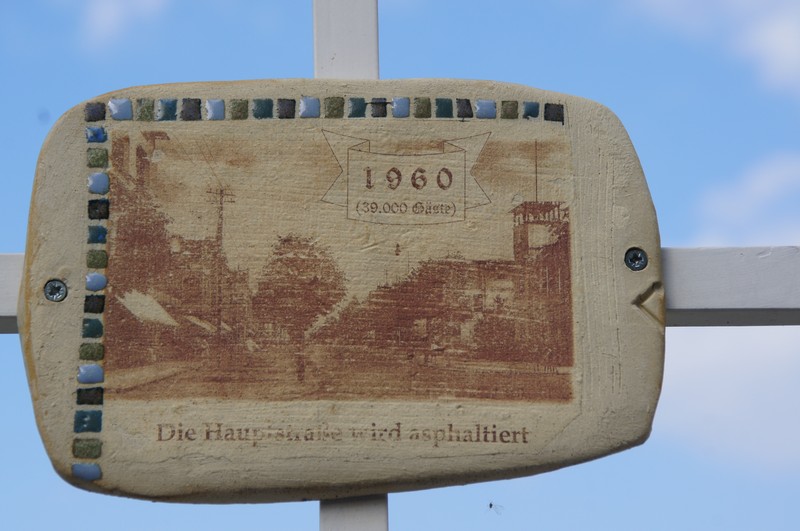 1960
(39.000 Gäste)
Die Hauptstraße wird asphaltiert